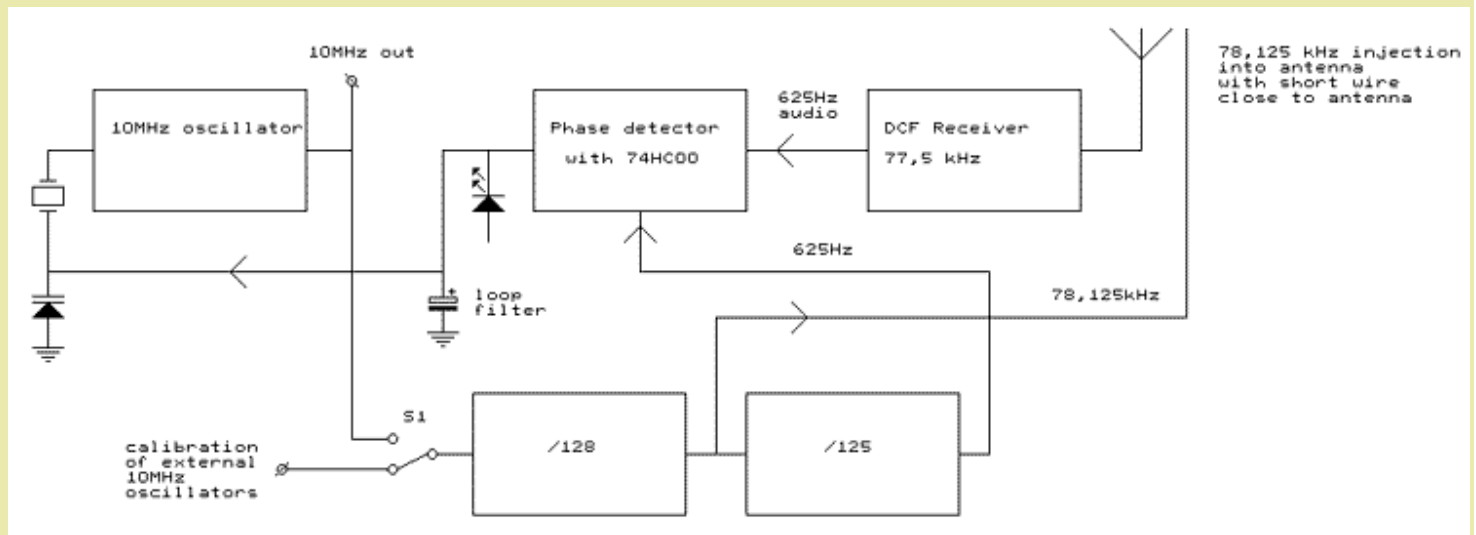 10MHz out
78,125 kHz injection
into antenna
with short wire
close to antenna
625Hz
audio
10MHz oscillator
Phase detector
with 74HC00
DCF Receiver
77,5 kHz
625Hz
+
loop
filter
78,125kHz
S1
/128
/125
calibration
of external
10MHz
oscillators